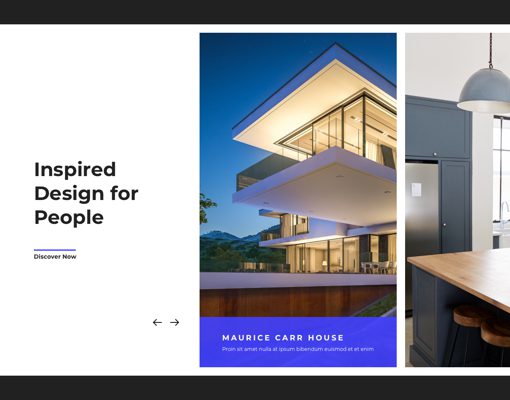 Inspired
Design for
People
Discover Now
MAURICE CARR HOUSE
Proin sit amet nulla at ipsum bibendum euismod et et enim